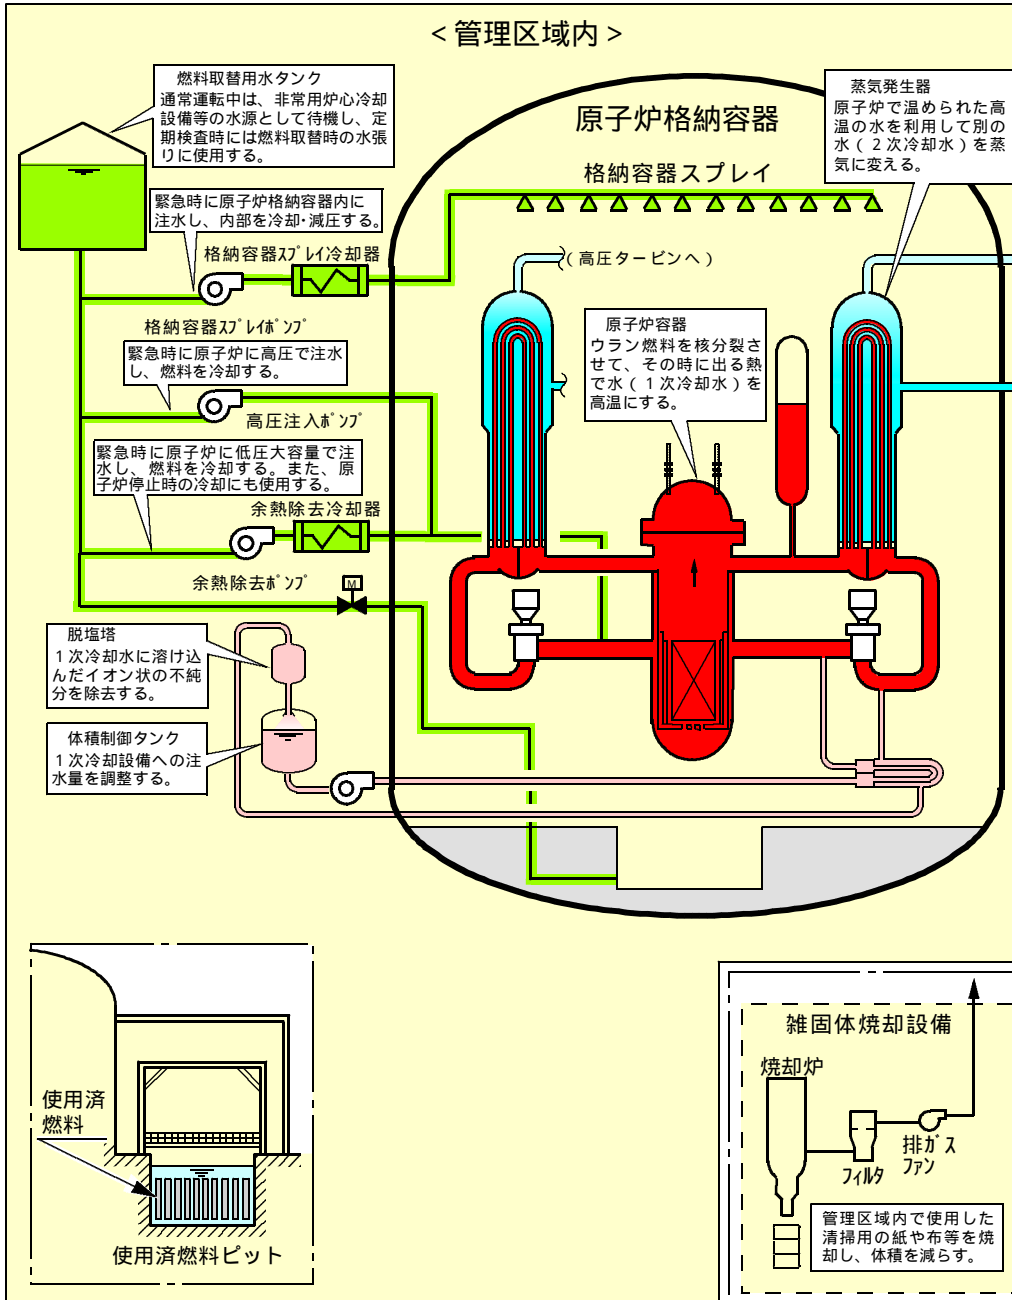 ＜管理区域内＞
燃料取替用水タンク
通常運転中は、非常用炉心冷却
設備等の水源として待機し、定
期検査時には燃料取替時の水張
りに使用する。
蒸気発生器
原子炉で温められた高
温の水を利用して別の
水（２次冷却水）を蒸
気に変える。
原子炉格納容器
格納容器スプレイ
緊急時に原子炉格納容器内に
注水し、内部を冷却･減圧する。
格納容器ｽﾌﾟﾚｲ冷却器
（高圧タービンへ）
格納容器ｽﾌﾟﾚｲﾎﾟﾝﾌﾟ
原子炉容器
ウラン燃料を核分裂さ
せて、その時に出る熱
で水（１次冷却水）を
高温にする。
緊急時に原子炉に高圧で注水
し、燃料を冷却する。
高圧注入ﾎﾟﾝﾌﾟ
緊急時に原子炉に低圧大容量で注
水し、燃料を冷却する。また、原
子炉停止時の冷却にも使用する。
余熱除去冷却器
余熱除去ﾎﾟﾝﾌﾟ
M
脱塩塔
１次冷却水に溶け込
んだイオン状の不純
分を除去する。
体積制御タンク
１次冷却設備への注
水量を調整する。
使用済
燃料
使用済燃料ピット
雑固体焼却設備
焼却炉
排ｶﾞｽ
ﾌｧﾝ
ﾌｨﾙﾀ
管理区域内で使用した
清掃用の紙や布等を焼
却し、体積を減らす。